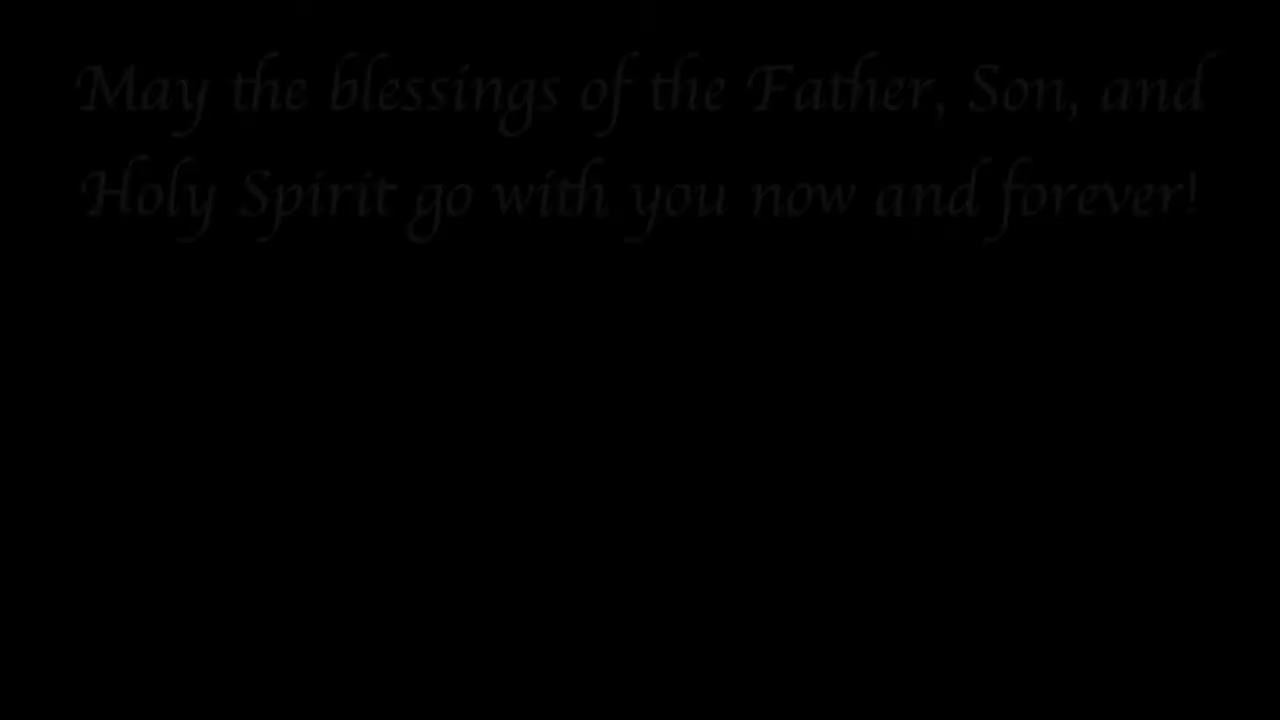 May the blessings of the Father, Son, and
Holy Spirit go with you now and forever!